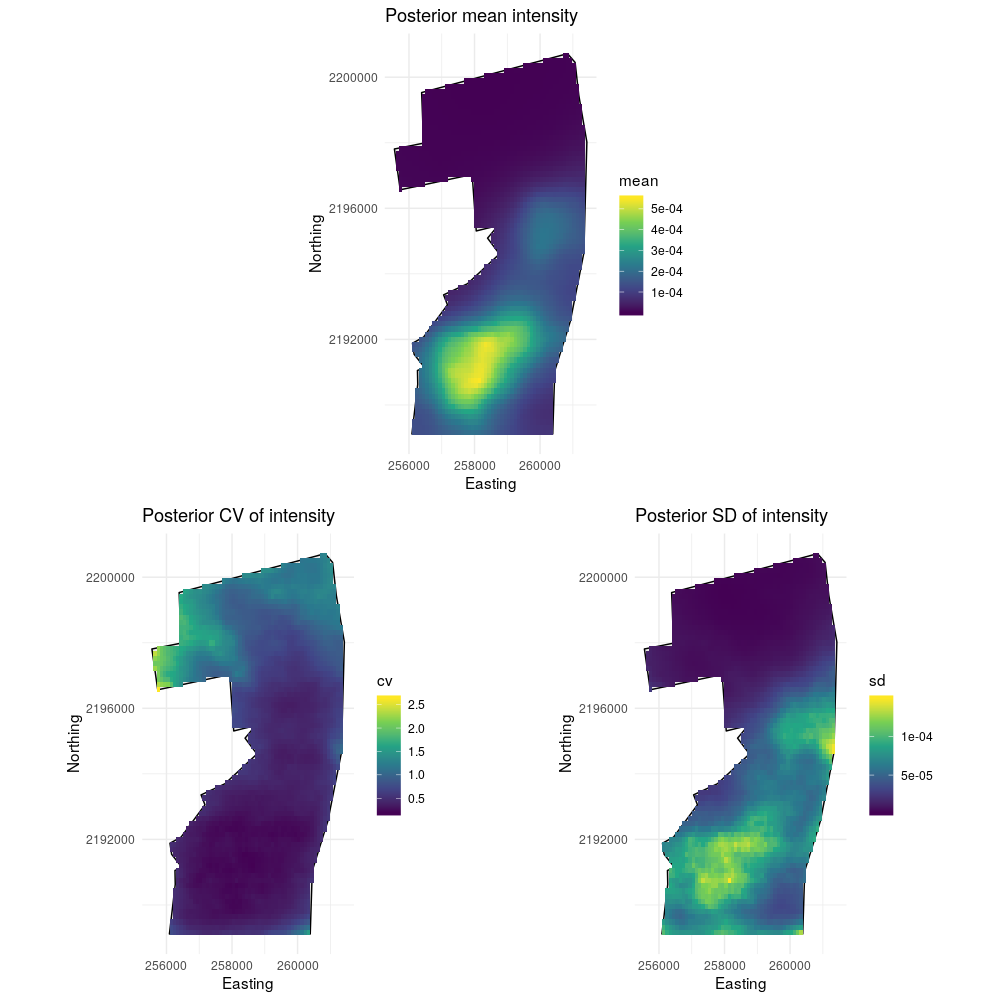 Posterior mean intensity
2200000
2196000
2192000
Northing
256000 258000 260000
Easting
mean
5e-04
4e-04
3e-04
2e-04
1e-04
Posterior CV of intensity
2200000
2196000
2192000
Northing
256000 258000 260000
Easting
cv
2.5
2.0
1.5
1.0
0.5
Posterior SD of intensity
2200000
2196000
2192000
Northing
256000 258000 260000
Easting
sd
1e-04
5e-05